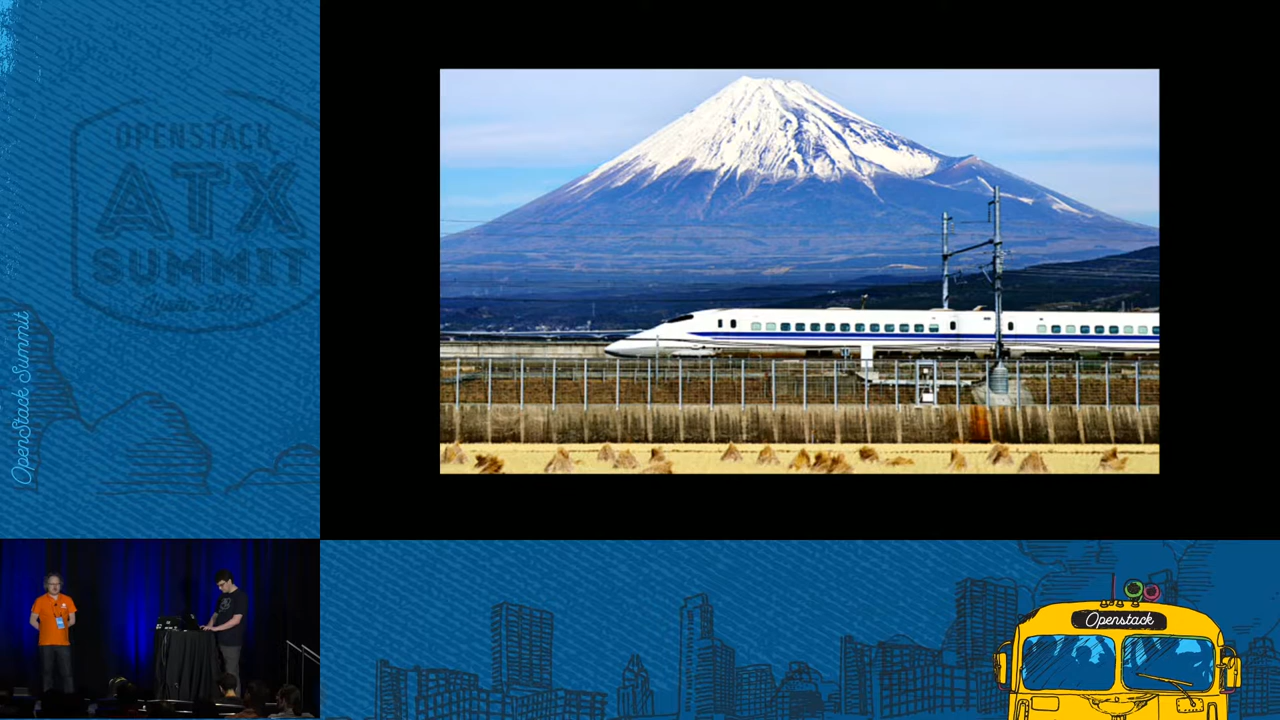 OPENSTACK
ATX
SUMMIT
OpenStack Summit
Openstack